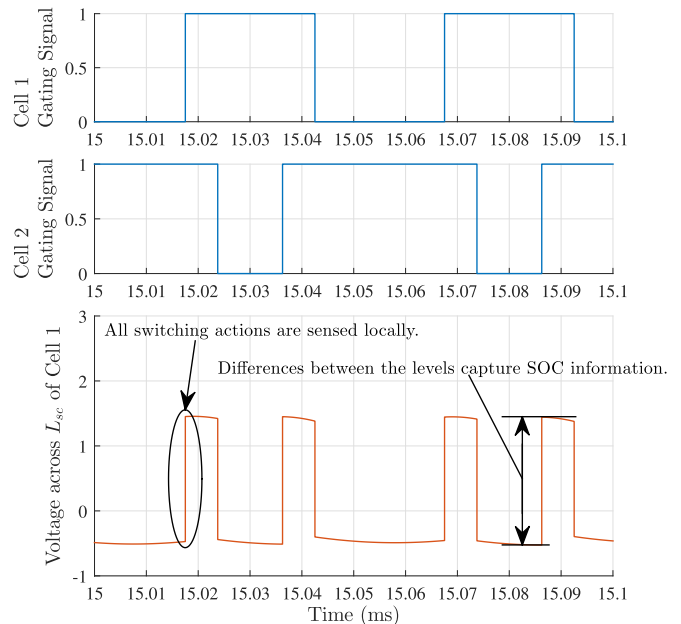 Cell 1
Gating Signal
1
0.5
0
15 15.01 15.02 15.03 15.04 15.05 15.06 15.07 15.08 15.09 15.1
Cell 2
Gating Signal
1
0.5
0
15 15.01 15.02 15.03 15.04 15.05 15.06 15.07 15.08 15.09 15.1
Voltage across Lsc of Cell 1
3
2
1
0
-1
All switching actions are sensed locally.
Differences between the levels capture SOC information.
15 15.01 15.02 15.03 15.04 15.05 15.06 15.07 15.08 15.09 15.1
Time (ms)